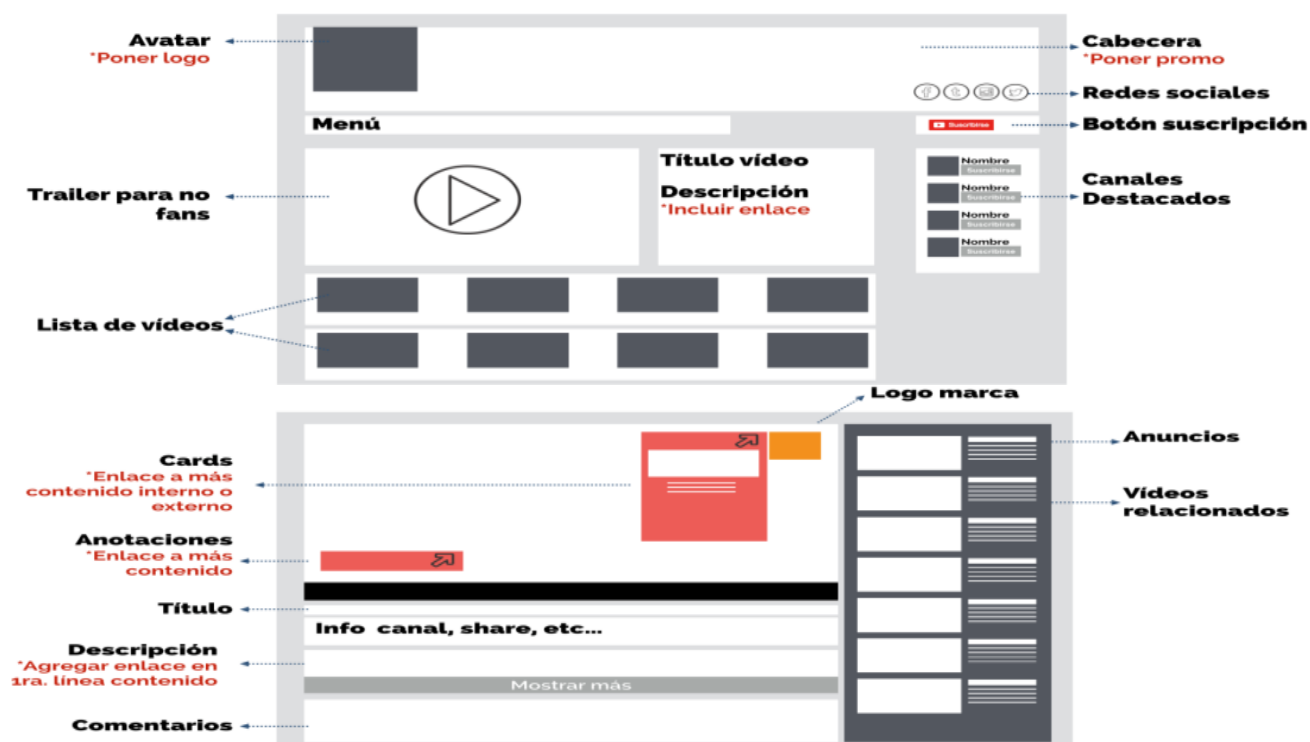 Avatar
*Poner logo
Cabecera
*Poner promo
Redes sociales
Menú
Suscribirse
Botón suscripción
Trailer para no
fans
Título vídeo
Descripción
*Incluir enlace
Nombre
Suscribirse
Nombre
Suscribirse
Nombre
Suscribirse
Nombre
Suscribirse
Canales
Destacados
Lista de vídeos
Logo marca
Cards
*Enlace a más
contenido interno o
externo
Anuncios
Vídeos
relacionados
Anotaciones
*Enlace a más
contenido
Título
Info canal, share, etc...
Descripción
*Agregar enlace en
1ra. línea contenido
Mostrar más
Comentarios